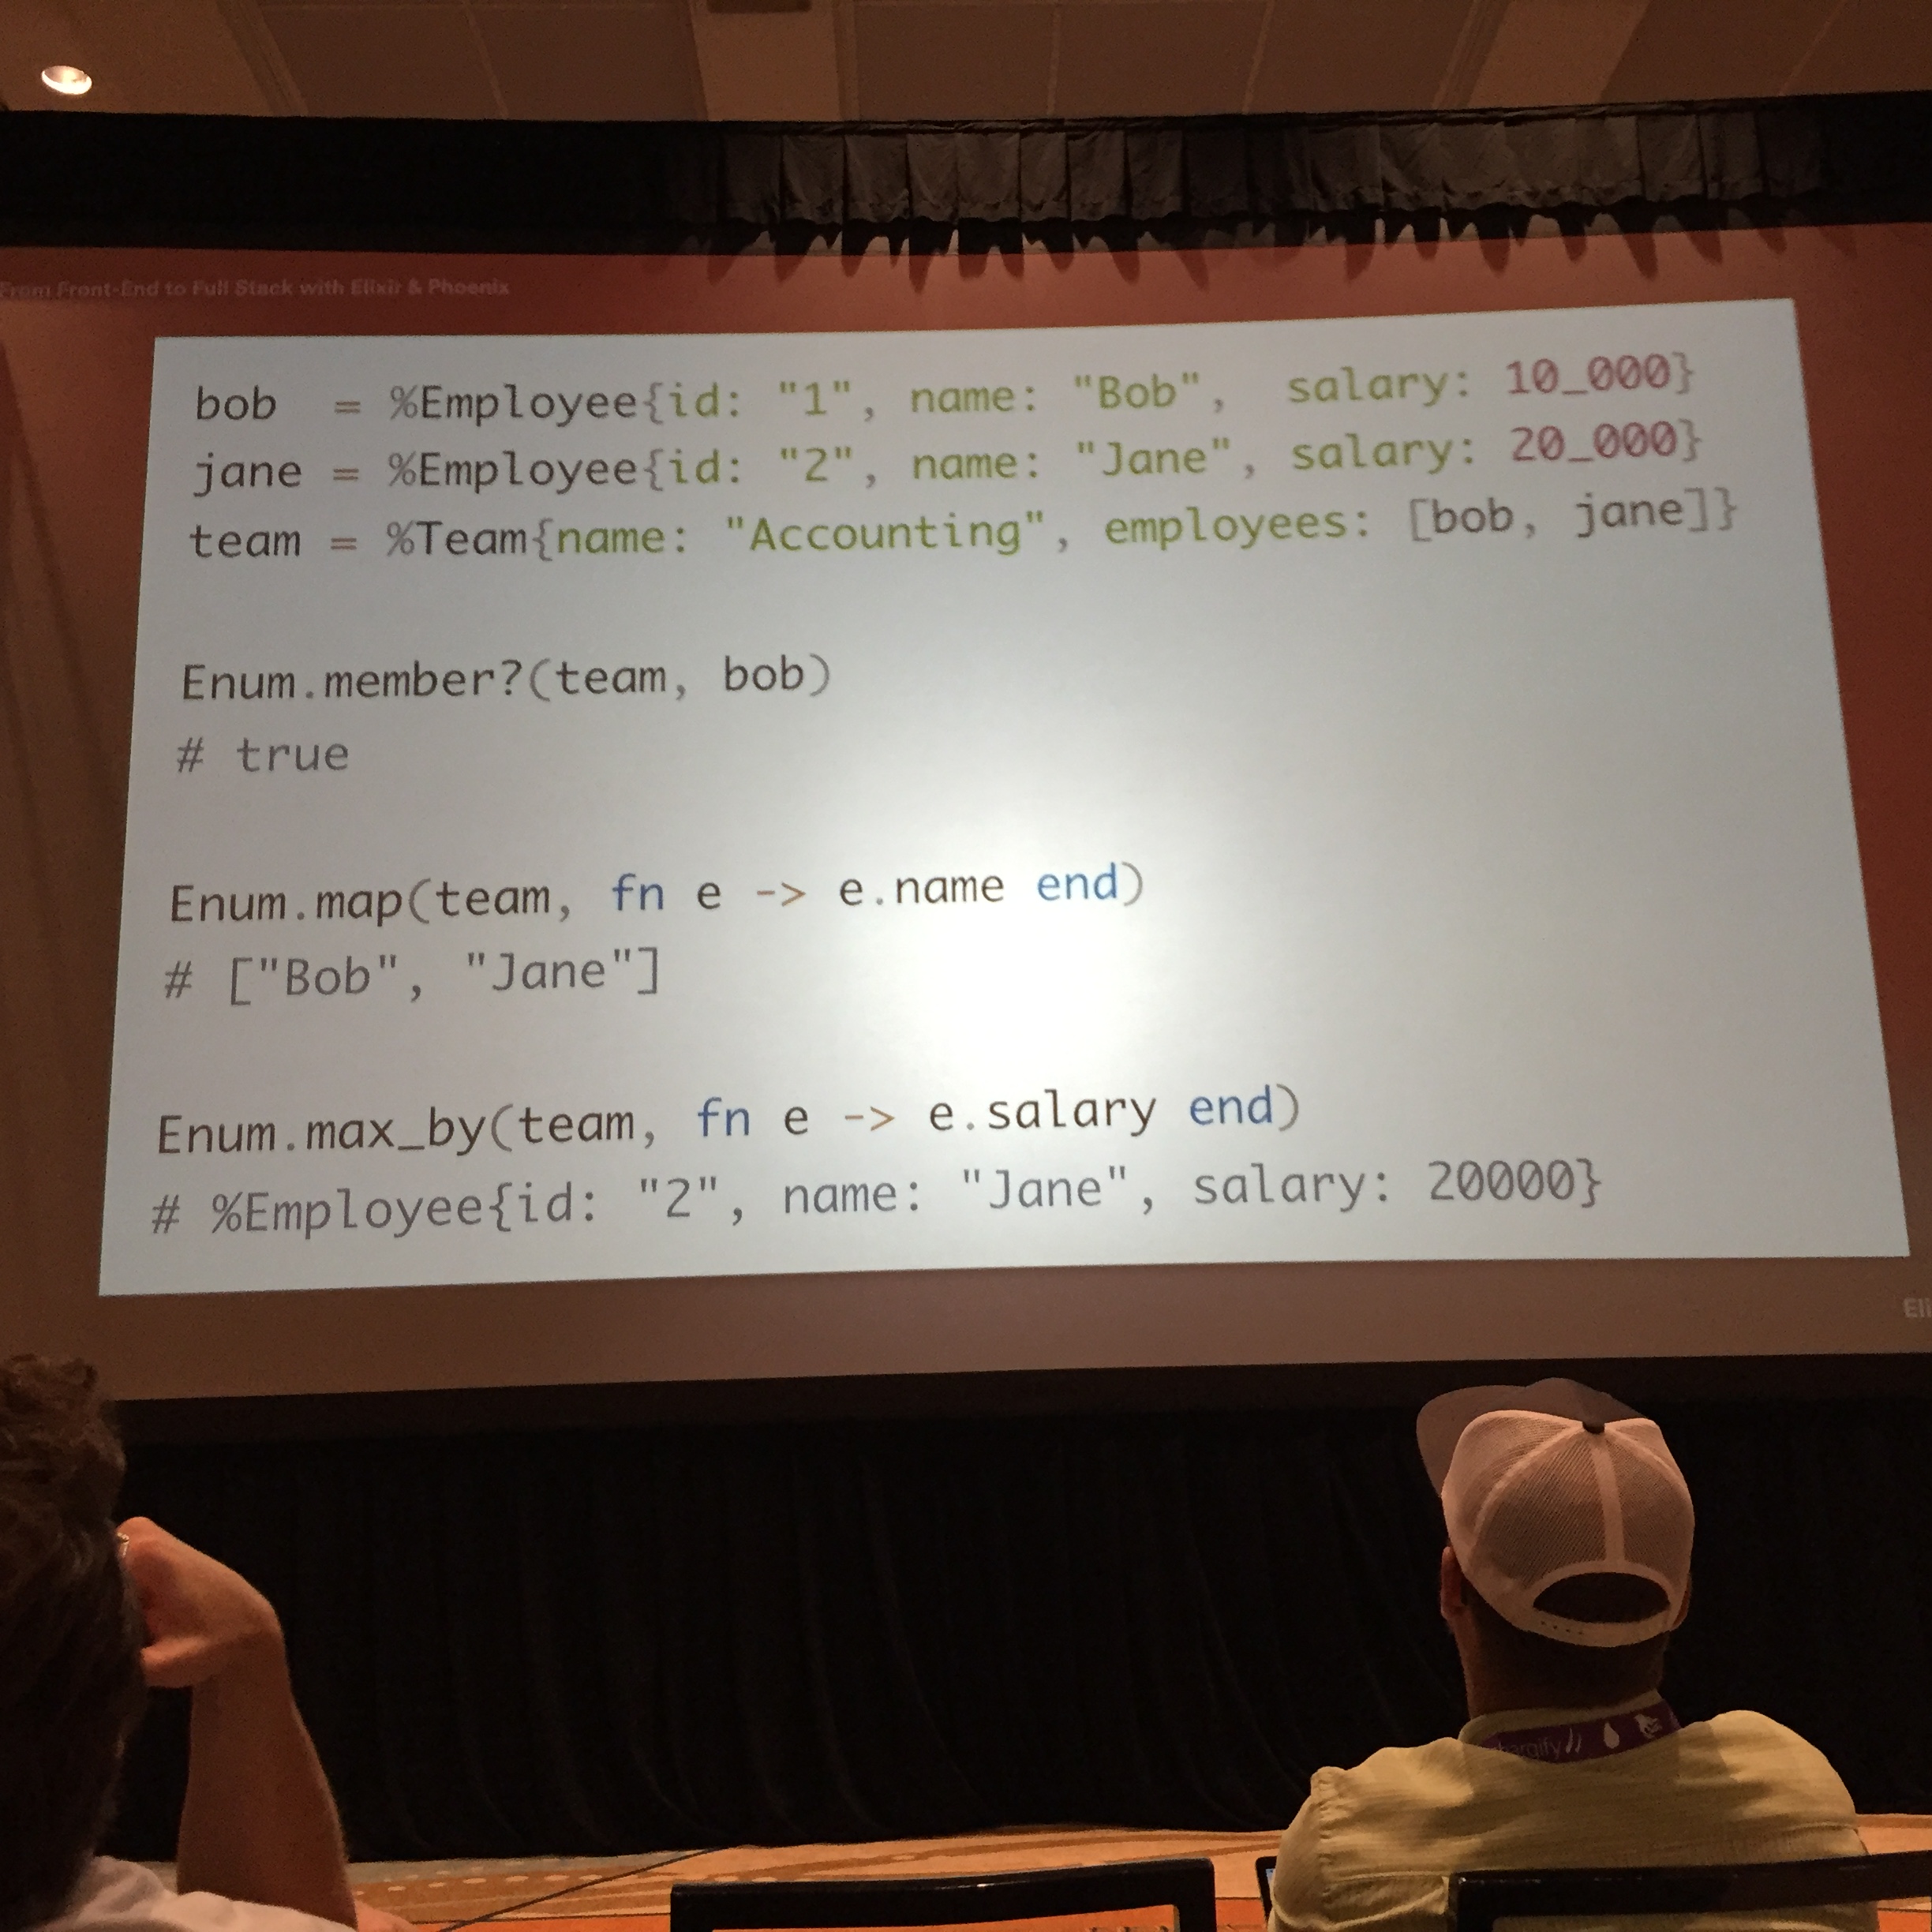 From Front-End to Full Stack with Elixir & Phoenix
bob  = %Employee{id: "1", name: "Bob",  salary: 10_000}
jane = %Employee{id: "2", name: "Jane", salary: 20_000}
team = %Team{name: "Accounting", employees: [bob, jane]}
Enum.member?(team, bob)
# true
Enum.map(team, fn e -> e.name end)
# ["Bob", "Jane"]
Enum.max_by(team, fn e -> e.salary end)
# %Employee{id: "2", name: "Jane", salary: 20000}
Eli